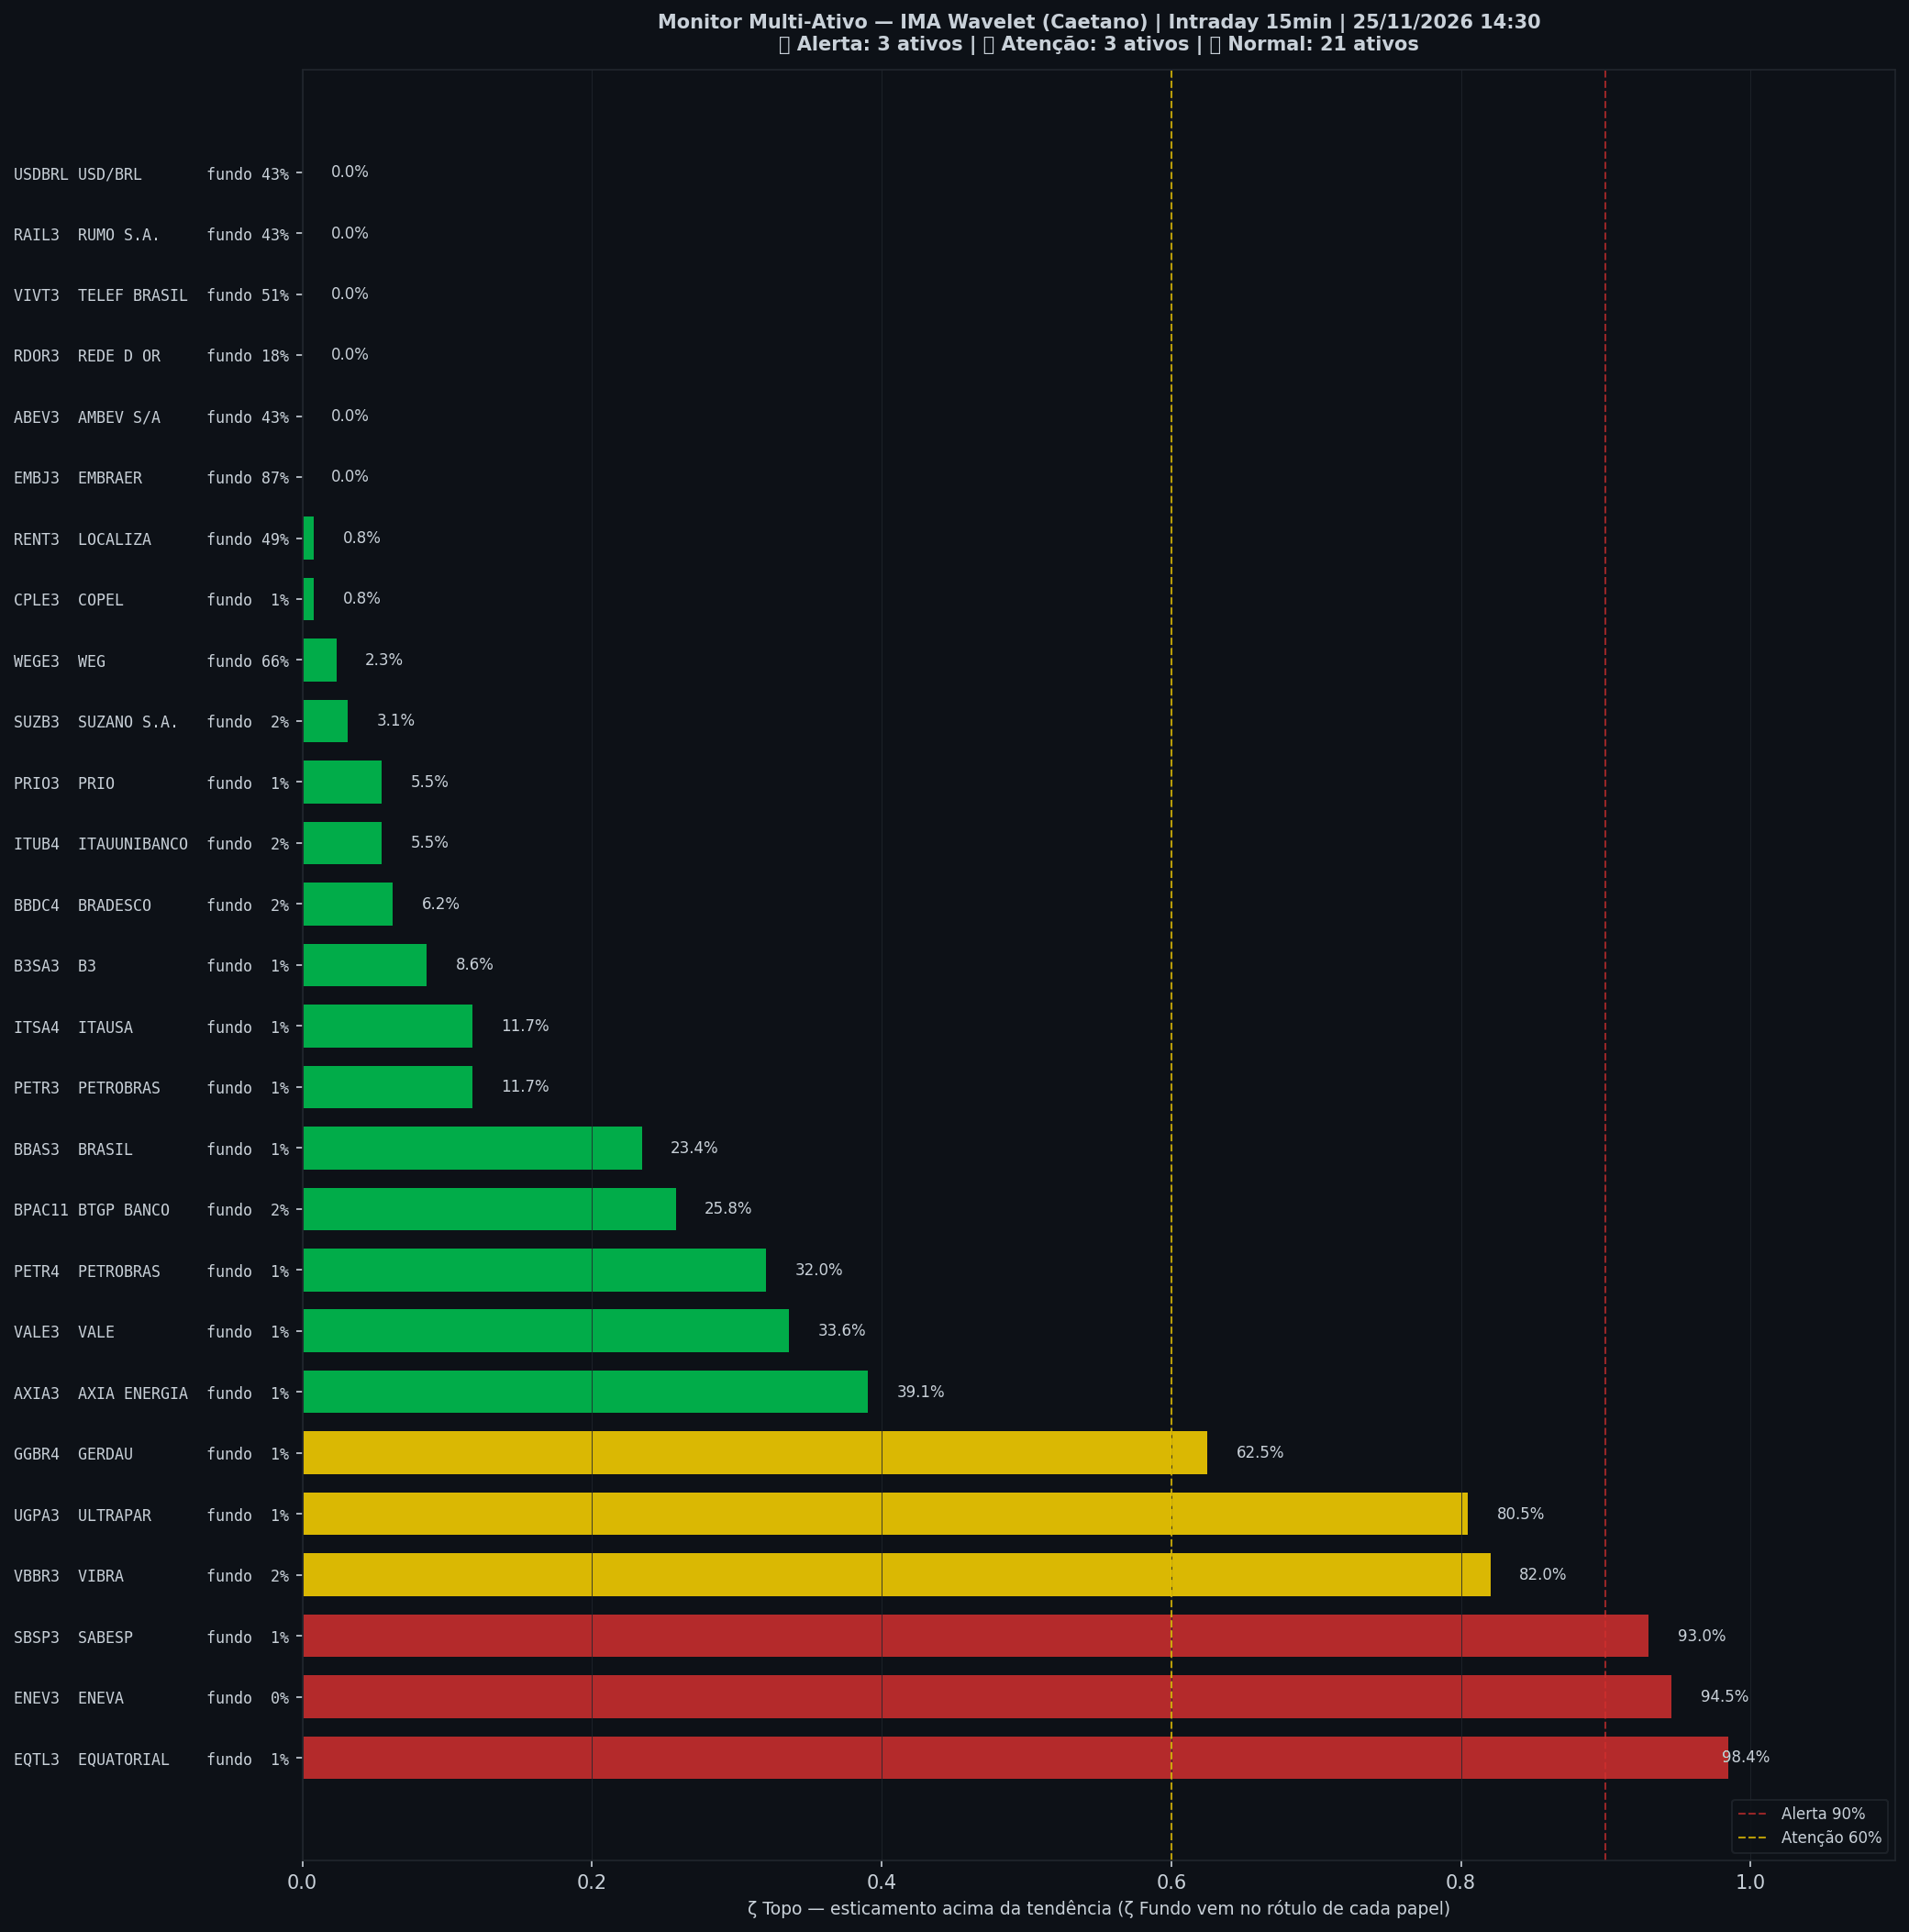 Monitor Multi-Ativo — IMA Wavelet (Caetano) | Intraday 15min | 25/11/2026 14:30
▯ Alerta: 3 ativos | ▯ Atenção: 3 ativos | ▯ Normal: 21 ativos
USDBRL USD/BRL fundo 43% 0.0%
RAIL3 RUMO S.A. fundo 43% 0.0%
VIVT3 TELEF BRASIL fundo 51% 0.0%
RDOR3 REDE D OR fundo 18% 0.0%
ABEV3 AMBEV S/A fundo 43% 0.0%
EMBJ3 EMBRAER fundo 87% 0.0%
RENT3 LOCALIZA fundo 49% 0.8%
CPLE3 COPEL fundo 1% 0.8%
WEGE3 WEG fundo 66% 2.3%
SUZB3 SUZANO S.A. fundo 2% 3.1%
PRIO3 PRIO fundo 1% 5.5%
ITUB4 ITAUUNIBANCO fundo 2% 5.5%
BBDC4 BRADESCO fundo 2% 6.2%
B3SA3 B3 fundo 1% 8.6%
ITSA4 ITAUSA fundo 1% 11.7%
PETR3 PETROBRAS fundo 1% 11.7%
BBAS3 BRASIL fundo 1% 23.4%
BPAC11 BTGP BANCO fundo 2% 25.8%
PETR4 PETROBRAS fundo 1% 32.0%
VALE3 VALE fundo 1% 33.6%
AXIA3 AXIA ENERGIA fundo 1% 39.1%
GGBR4 GERDAU fundo 1% 62.5%
UGPA3 ULTRAPAR fundo 1% 80.5%
VBBR3 VIBRA fundo 2% 82.0%
SBSP3 SABESP fundo 1% 93.0%
ENEV3 ENEVA fundo 0% 94.5%
EQTL3 EQUATORIAL fundo 1% 98.4%
Alerta 90%
Atenção 60%
0.0 0.2 0.4 0.6 0.8 1.0
ζ Topo — esticamento acima da tendência (ζ Fundo vem no rótulo de cada papel)